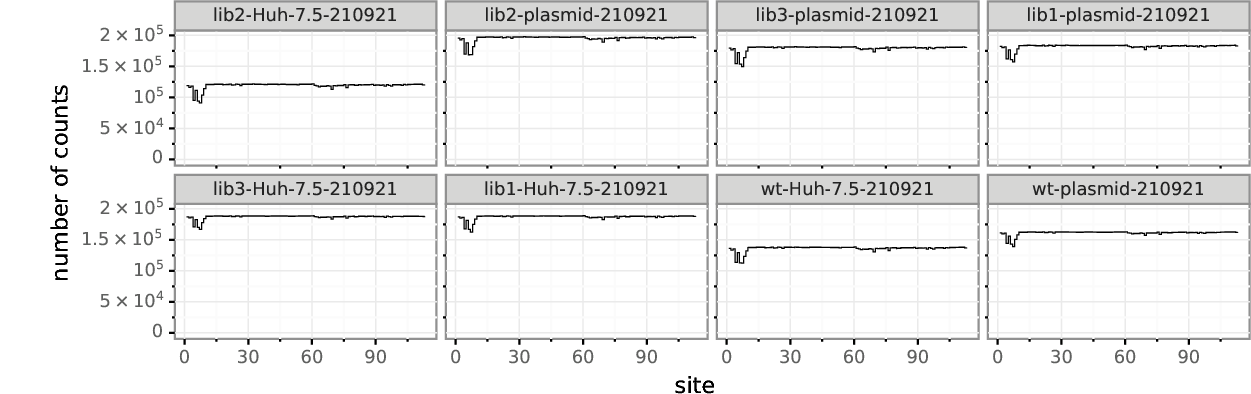 lib2-Huh-7.5-210921 lib2-plasmid-210921 lib3-plasmid-210921 lib1-plasmid-210921
2 × 10⁵
1.5 × 10⁵
10⁵
5 × 10⁴
0
number of counts
lib3-Huh-7.5-210921 lib1-Huh-7.5-210921 wt-Huh-7.5-210921 wt-plasmid-210921
2 × 10⁵
1.5 × 10⁵
10⁵
5 × 10⁴
0
0 30 60 90 0 30 60 90 0 30 60 90 0 30 60 90
site